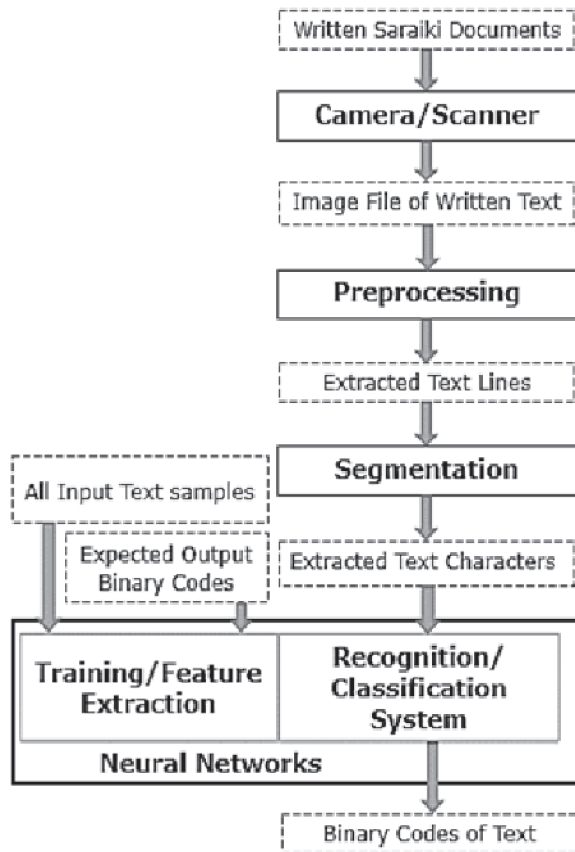 Written Saraiki Documents
Camera/Scanner
Image File of Written Text
Preprocessing
Extracted Text Lines
Segmentation
All Input Text samples
Expected Output
Binary Codes
Extracted Text Characters
Training/Feature
Extraction
Recognition/
Classification
System
Neural Networks
Binary Codes of Text